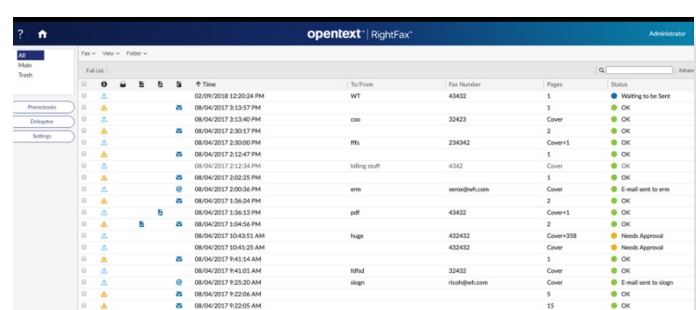 ?
opentext™ | RightFax™
Administrator
All
Main
Trash
Phonebooks
Delegates
Settings
Fax View Folder
Full List
Advan
Time To/From Fax Number Pages Status
02/09/2018 12:20:24 PM WT 43432 1 Waiting to be Sent
08/04/2017 3:13:57 PM 1 OK
08/04/2017 3:13:40 PM coo 32423 Cover OK
08/04/2017 2:30:17 PM 2 OK
08/04/2017 2:30:00 PM fffs 234342 Cover+1 OK
08/04/2017 2:12:47 PM 1 OK
08/04/2017 2:12:34 PM billing stuff 4342 Cover OK
08/04/2017 2:02:25 PM 1 OK
08/04/2017 2:00:36 PM erm xerox@wh.com Cover E-mail sent to erm
08/04/2017 1:36:24 PM 2 OK
08/04/2017 1:36:13 PM pdf 43432 Cover+1 OK
08/04/2017 1:04:56 PM 2 OK
08/04/2017 10:43:51 AM huge 432432 Cover+358 Needs Approval
08/04/2017 10:41:25 AM 432432 Cover Needs Approval
08/04/2017 9:41:14 AM 1 OK
08/04/2017 9:41:01 AM fdfsd 32432 Cover OK
08/04/2017 9:25:20 AM slogn ricoh@wh.com Cover E-mail sent to slogn
08/04/2017 9:22:06 AM 5 OK
08/04/2017 9:22:05 AM 15 OK